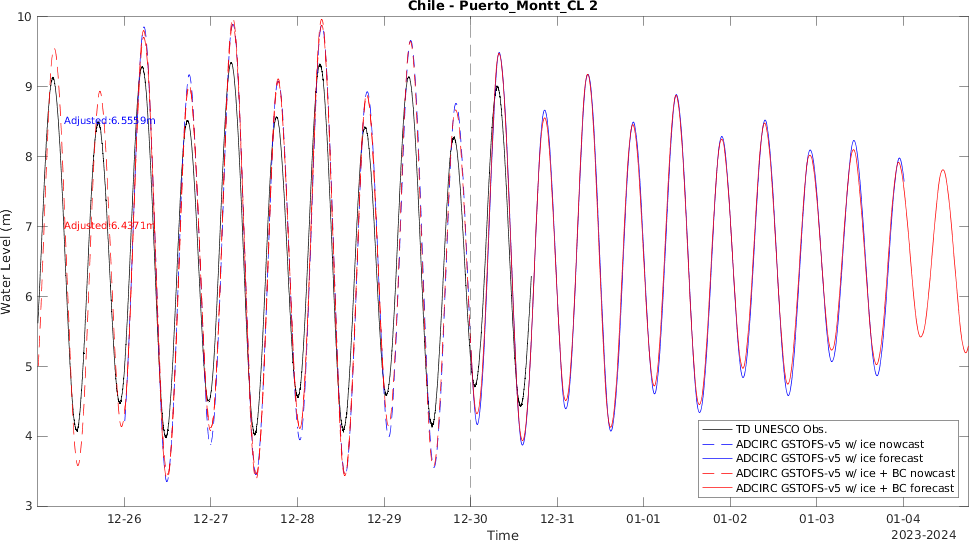 Chile - Puerto_Montt_CL 2
Water Level (m)
10
9
8
7
6
5
4
3
Adjusted:6.5559m
Adjusted:6.4371m
TD UNESCO Obs.
ADCIRC GSTOFS-v5 w/ ice nowcast
ADCIRC GSTOFS-v5 w/ ice forecast
ADCIRC GSTOFS-v5 w/ ice + BC nowcast
ADCIRC GSTOFS-v5 w/ ice + BC forecast
12-26 12-27 12-28 12-29 12-30 12-31 01-01 01-02 01-03 01-04
Time
2023-2024